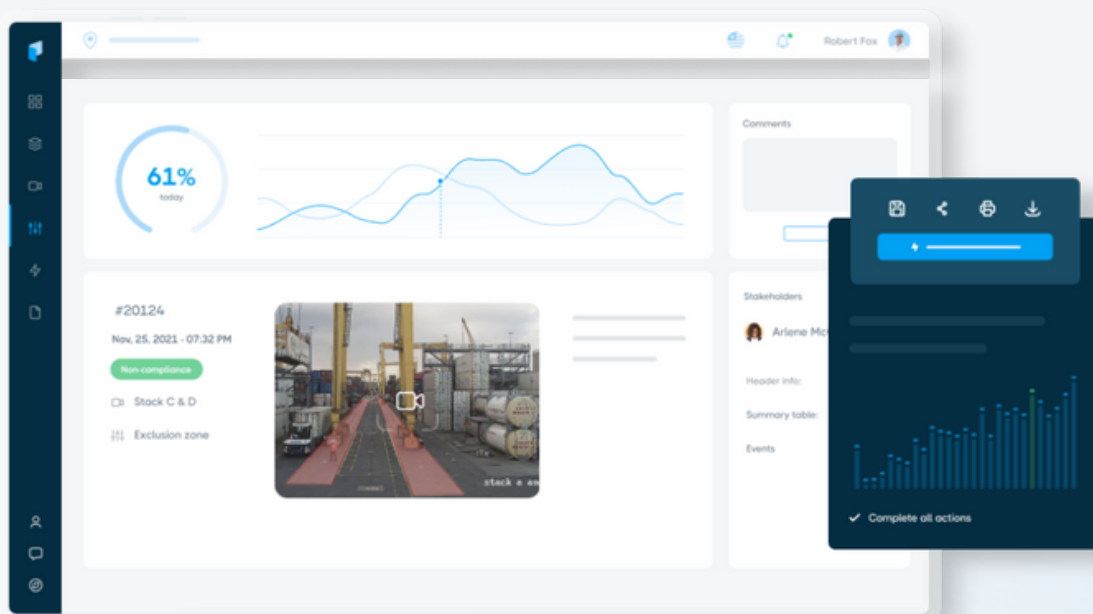 Robert Fox
61%
today
Comments
#20124
Nov, 25, 2021 - 07:32 PM
Non-compliance
Stack C & D
Exclusion zone
stack a
Stakeholders
Arlene
Header info:
Summary table:
Events
Complete all actions